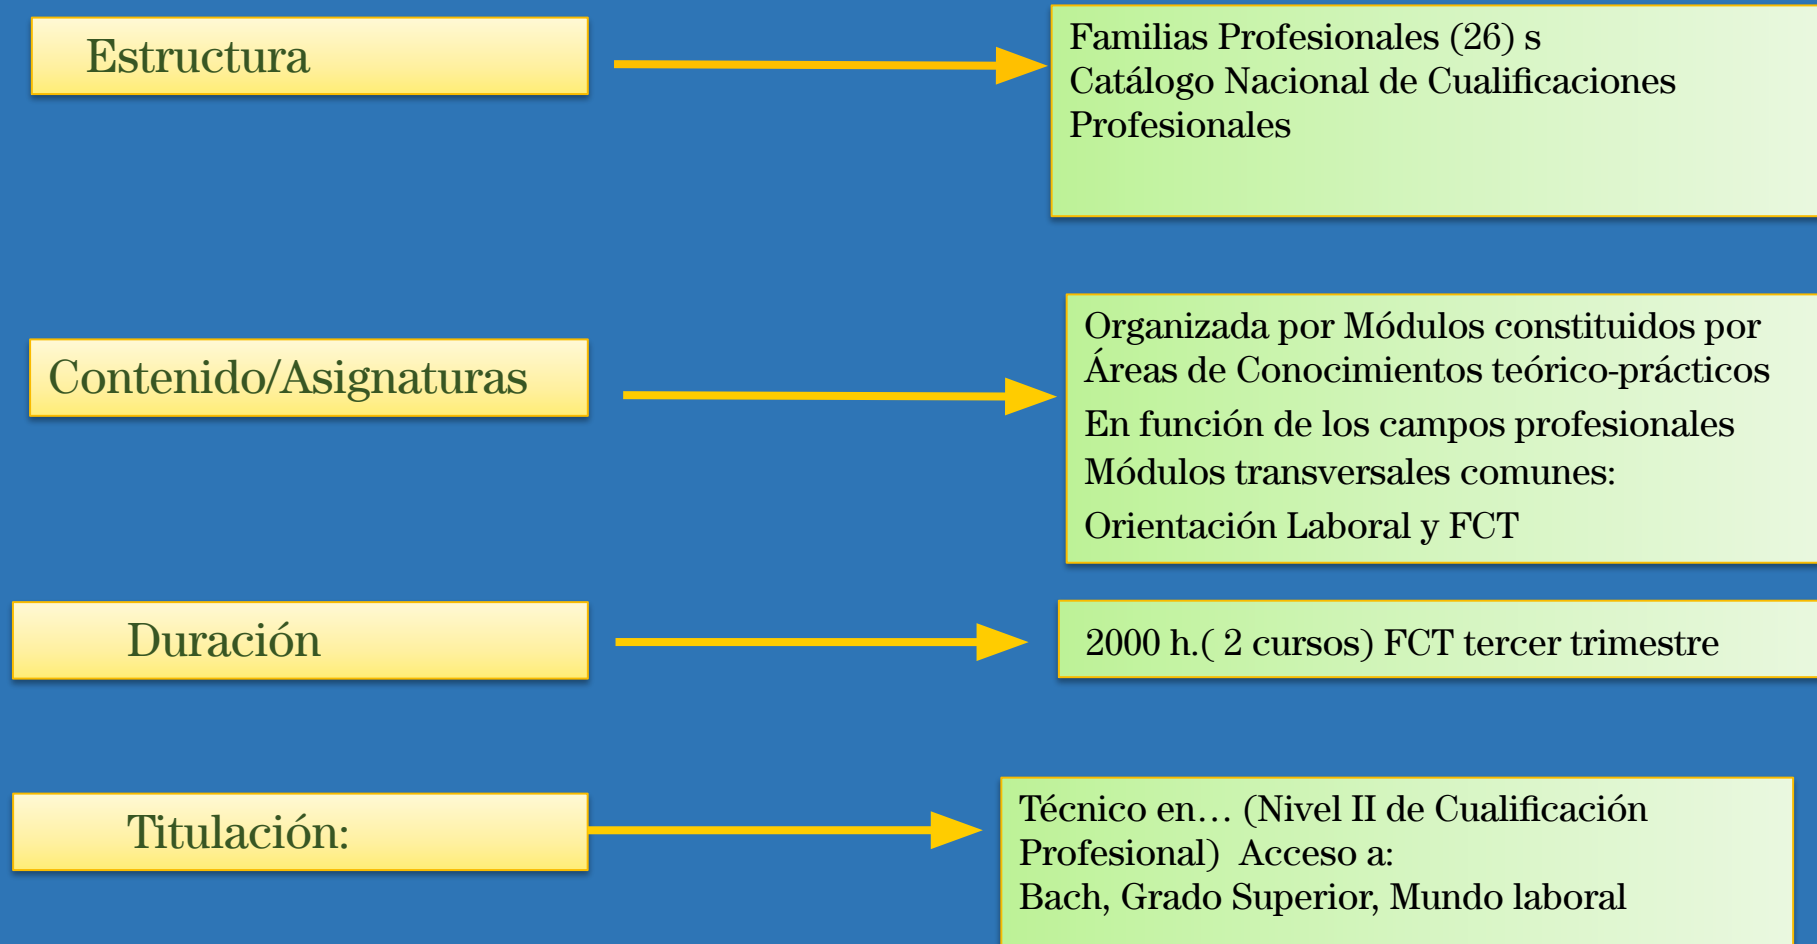 Estructura
Familias Profesionales (26) s
Catálogo Nacional de Cualificaciones
Profesionales
Contenido/Asignaturas
Organizada por Módulos constituidos por
Áreas de Conocimientos teórico-prácticos
En función de los campos profesionales
Módulos transversales comunes:
Orientación Laboral y FCT
Duración
2000 h.( 2 cursos) FCT tercer trimestre
Titulación:
Técnico en… (Nivel II de Cualificación
Profesional)  Acceso a:
Bach, Grado Superior, Mundo laboral